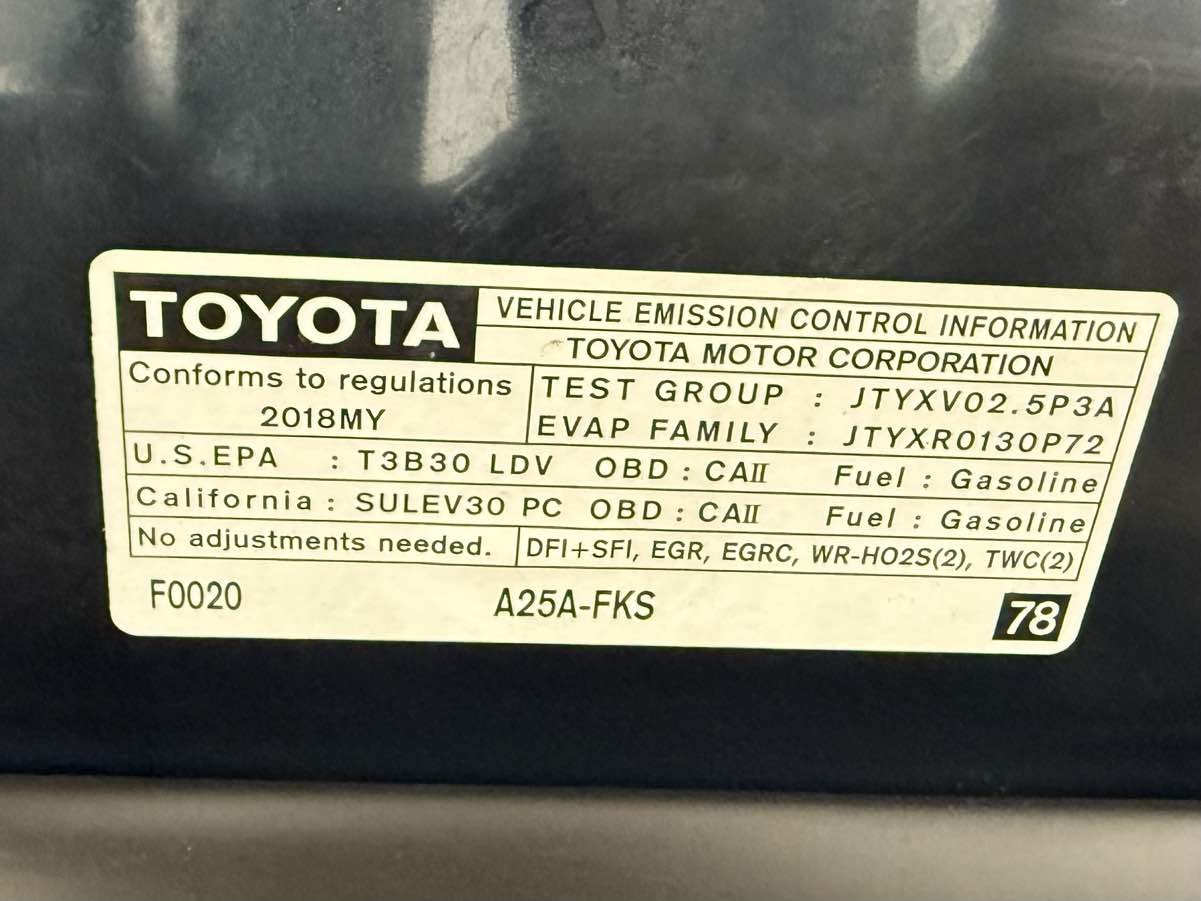 TOYOTA
VEHICLE EMISSION CONTROL INFORMATION
TOYOTA MOTOR CORPORATION
Conforms to regulations
2018MY
TEST GROUP : JTYXV02.5P3A
EVAP FAMILY : JTYXR0130P72
U.S.EPA : T3B30 LDV OBD : CAII Fuel : Gasoline
California : SULEV30 PC OBD : CAII Fuel : Gasoline
No adjustments needed. DFI+SFI, EGR, EGRC, WR-HO2S(2), TWC(2)
F0020 A25A-FKS 78